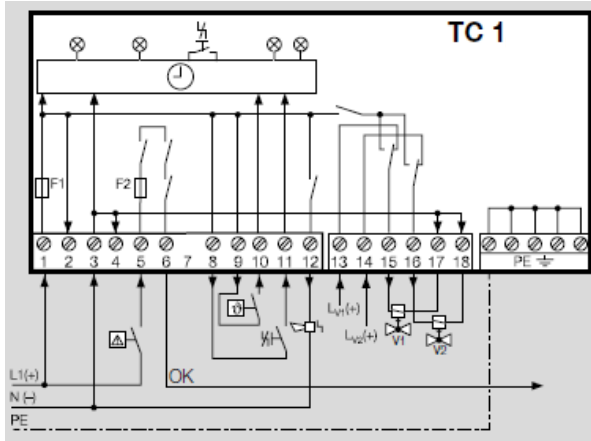 TC 1
F1
F2
1 2 3 4 5 6 7 8 9 10 11 12 13 14 15 16 17 18 PE
ϑ
LV1(+)
LV2(+)
V1
V2
L1(+)
OK
N (–)
PE